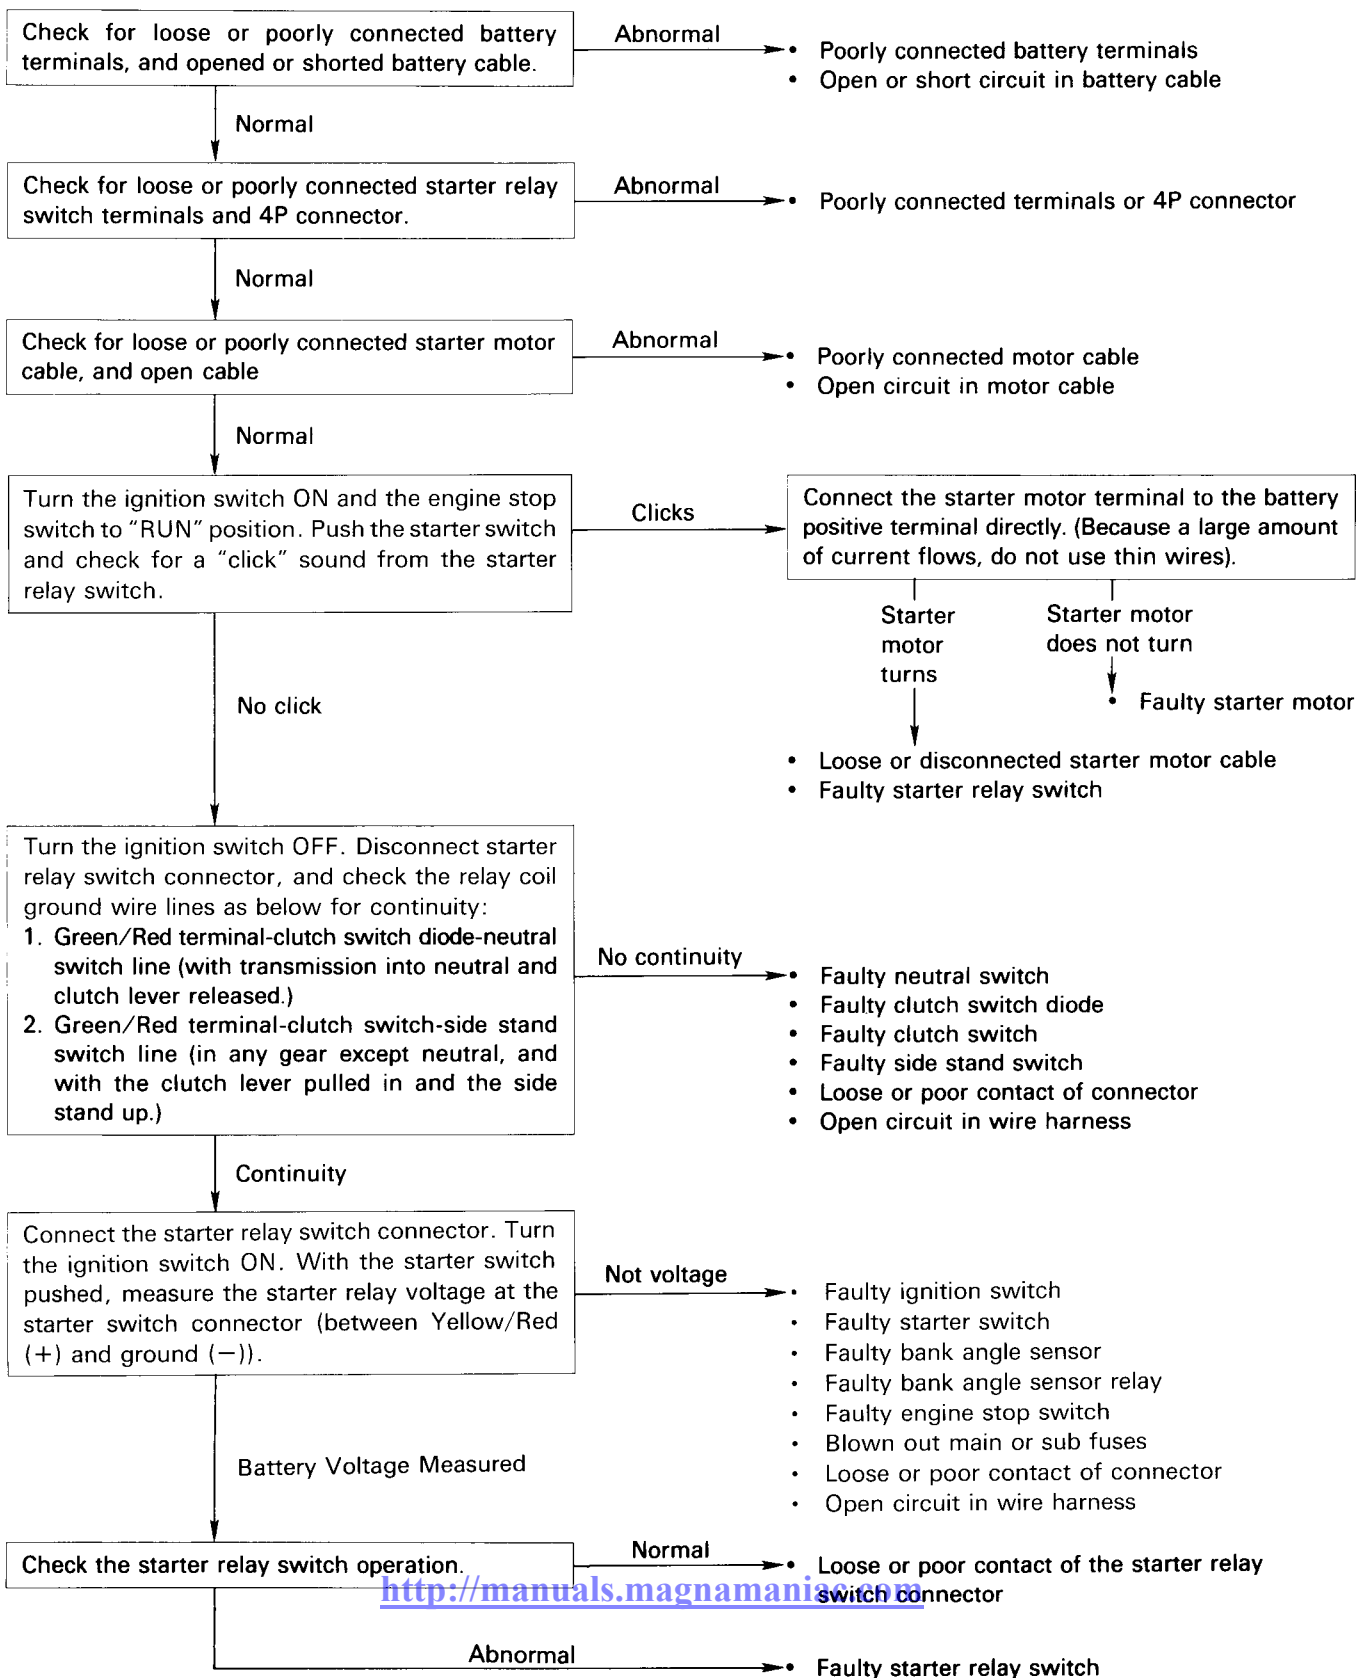 Check for loose or poorly connected battery
terminals, and opened or shorted battery cable.
Abnormal
• Poorly connected battery terminals
• Open or short circuit in battery cable
Normal
Check for loose or poorly connected starter relay
switch terminals and 4P connector.
Abnormal
• Poorly connected terminals or 4P connector
Normal
Check for loose or poorly connected starter motor
cable, and open cable
Abnormal
• Poorly connected motor cable
• Open circuit in motor cable
Normal
Turn the ignition switch ON and the engine stop
switch to "RUN" position. Push the starter switch
and check for a "click" sound from the starter
relay switch.
Clicks
Connect the starter motor terminal to the battery
positive terminal directly. (Because a large amount
of current flows, do not use thin wires).
Starter
motor
turns
Starter motor
does not turn
• Faulty starter motor
• Loose or disconnected starter motor cable
• Faulty starter relay switch
No click
Turn the ignition switch OFF. Disconnect starter
relay switch connector, and check the relay coil
ground wire lines as below for continuity:
1. Green/Red terminal-clutch switch diode-neutral
switch line (with transmission into neutral and
clutch lever released.)
2. Green/Red terminal-clutch switch-side stand
switch line (in any gear except neutral, and
with the clutch lever pulled in and the side
stand up.)
No continuity
• Faulty neutral switch
• Faulty clutch switch diode
• Faulty clutch switch
• Faulty side stand switch
• Loose or poor contact of connector
• Open circuit in wire harness
Continuity
Connect the starter relay switch connector. Turn
the ignition switch ON. With the starter switch
pushed, measure the starter relay voltage at the
starter switch connector (between Yellow/Red
(+) and ground (−)).
Not voltage
• Faulty ignition switch
• Faulty starter switch
• Faulty bank angle sensor
• Faulty bank angle sensor relay
• Faulty engine stop switch
• Blown out main or sub fuses
• Loose or poor contact of connector
• Open circuit in wire harness
Battery Voltage Measured
Check the starter relay switch operation.
Normal
• Loose or poor contact of the starter relay
switch connector
http://manuals.magnamaniac.com
Abnormal
• Faulty starter relay switch